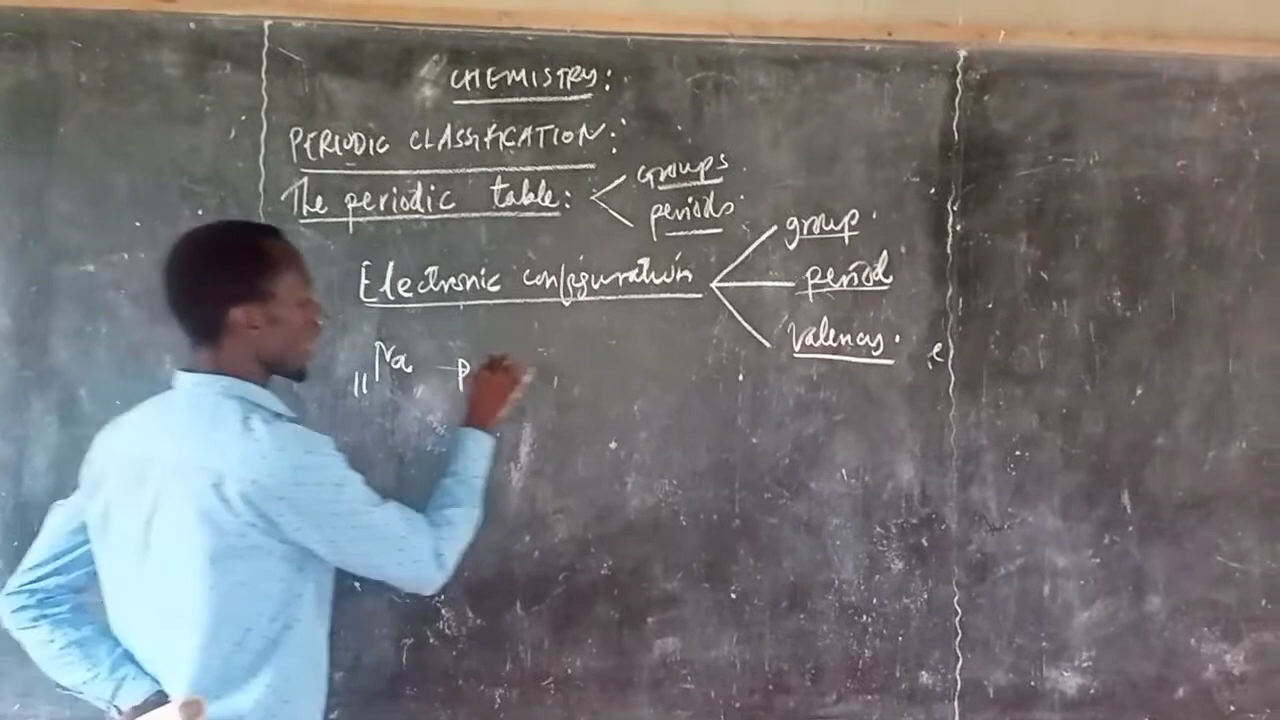 CHEMISTRY:
PERIODIC CLASSIFICATION:
The periodic table: < Groups
periods.
Electronic configuration group.
period
valency.
e
11Na p